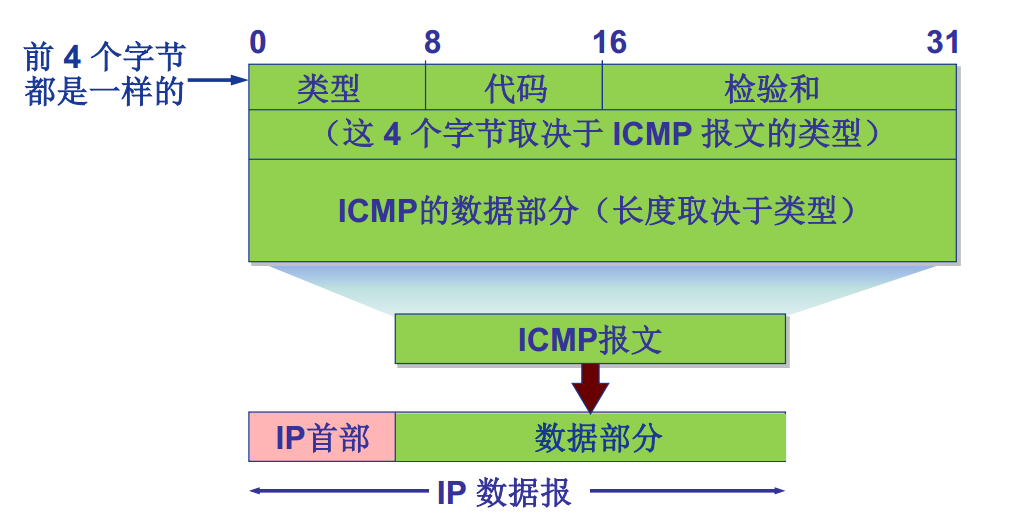 0 8 16 31
前 4 个字节
都是一样的
类型 代码 检验和
（这 4 个字节取决于 ICMP 报文的类型）
ICMP的数据部分（长度取决于类型）
ICMP报文
IP首部 数据部分
IP 数据报